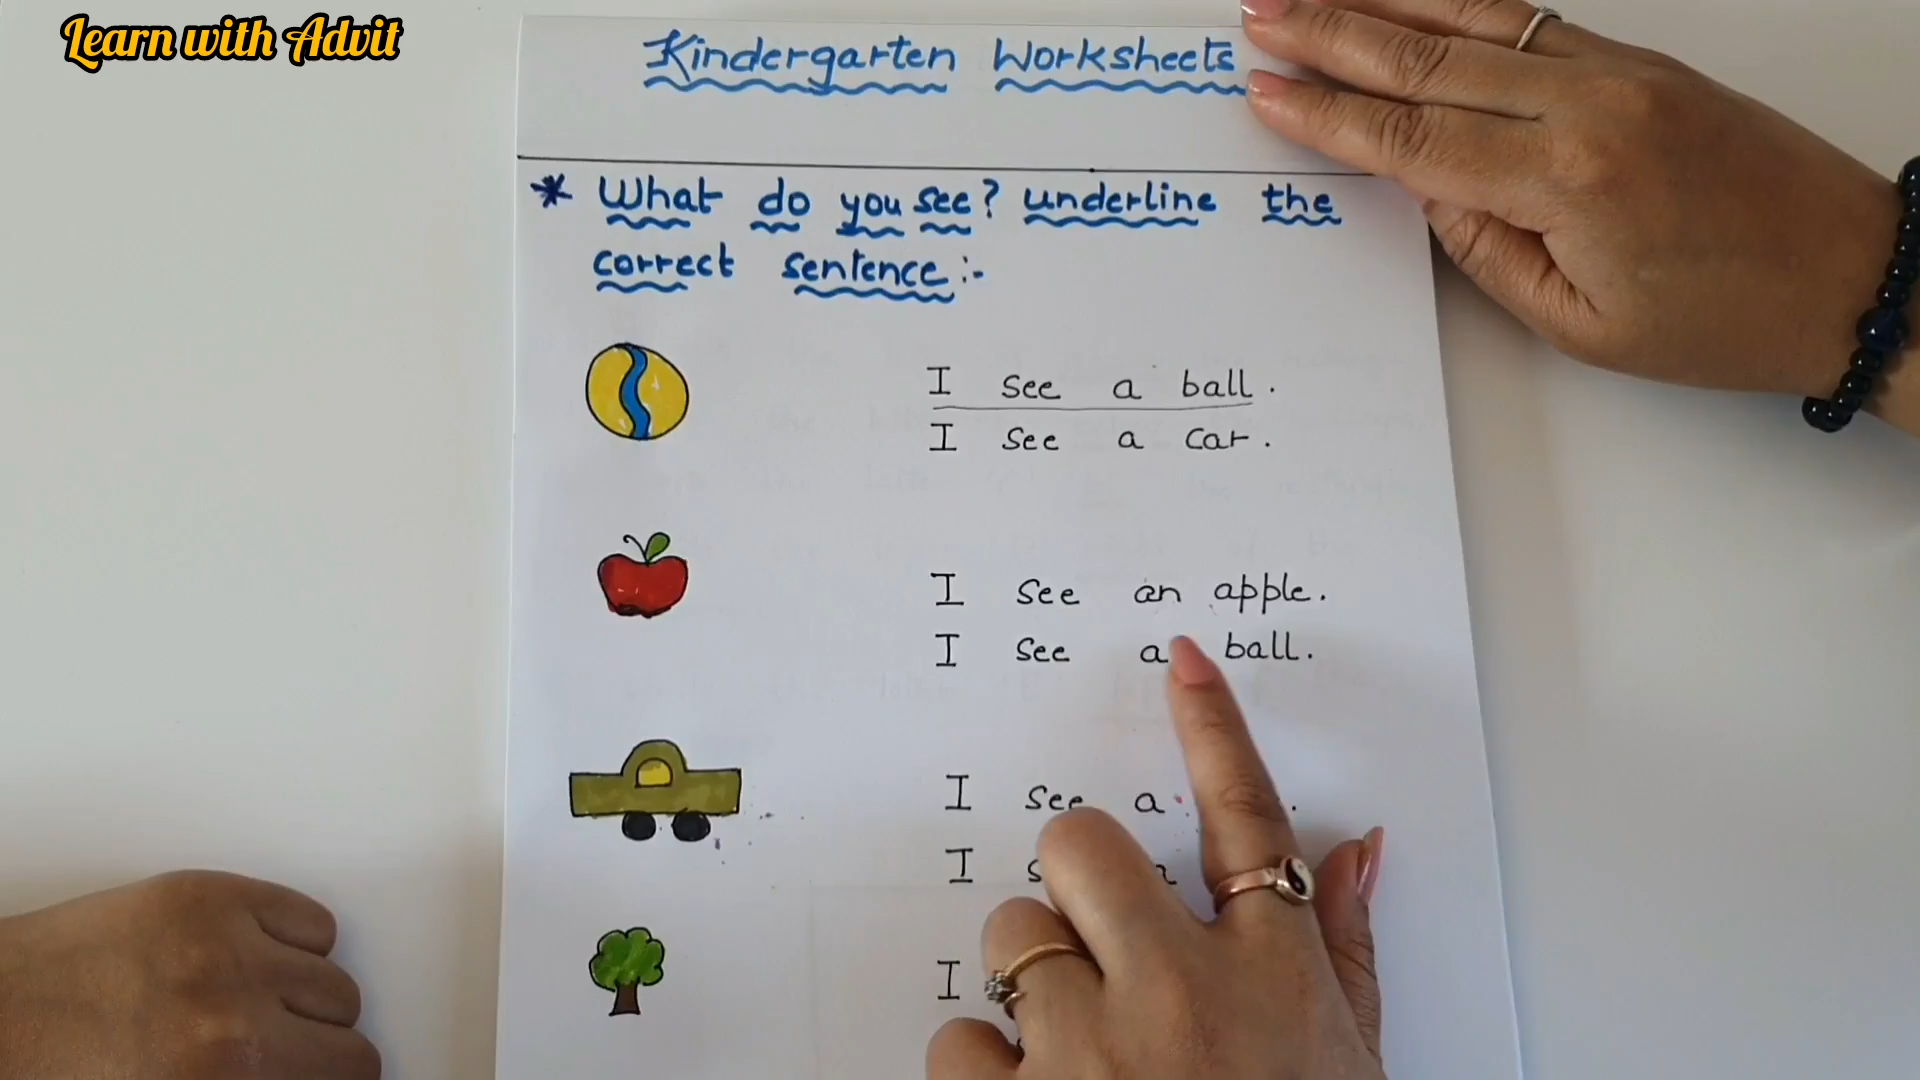 Learn with Advit
Kindergarten Worksheets
* What do you see? underline the
correct sentence :-
I see a ball.
I see a car.
I see an apple.
I see a ball.
I see a
I
I